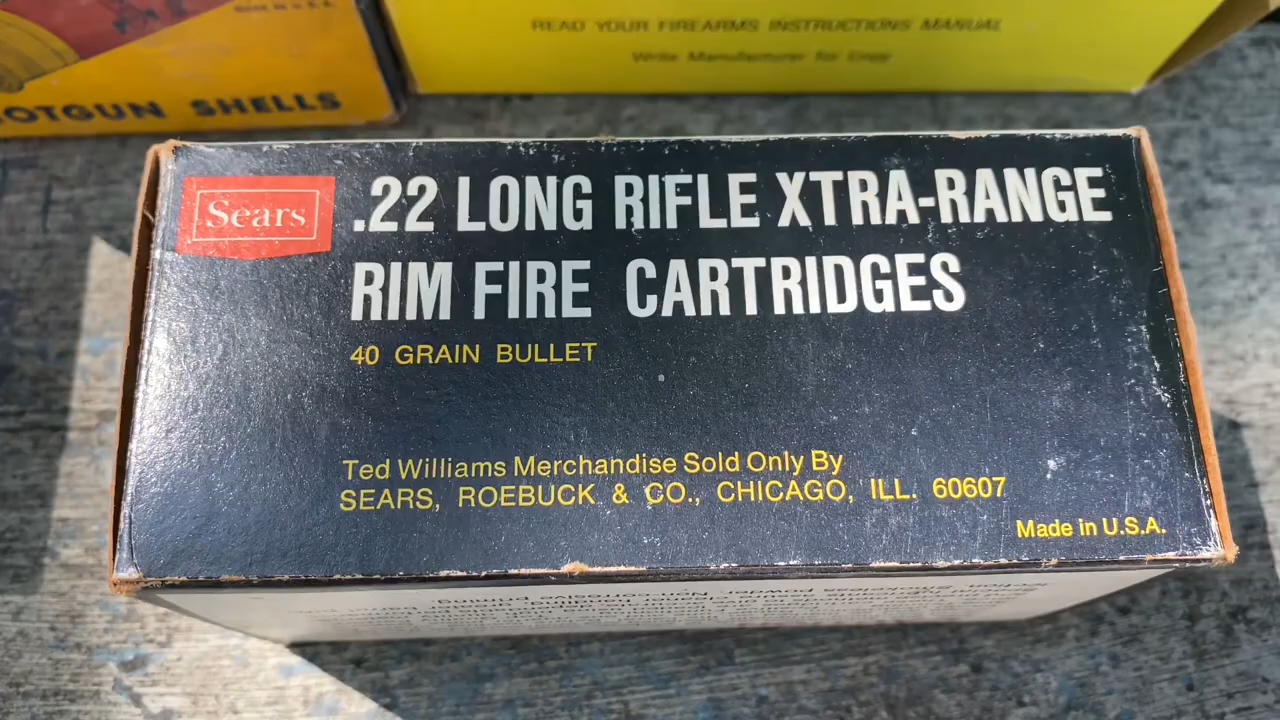 SHELLS
READ YOUR FIREARMS INSTRUCTIONS MANUAL
Write Manufacturer for Copy
Sears
.22 LONG RIFLE XTRA-RANGE
RIM FIRE CARTRIDGES
40 GRAIN BULLET
Ted Williams Merchandise Sold Only By
SEARS, ROEBUCK & CO., CHICAGO, ILL. 60607
Made in U.S.A.